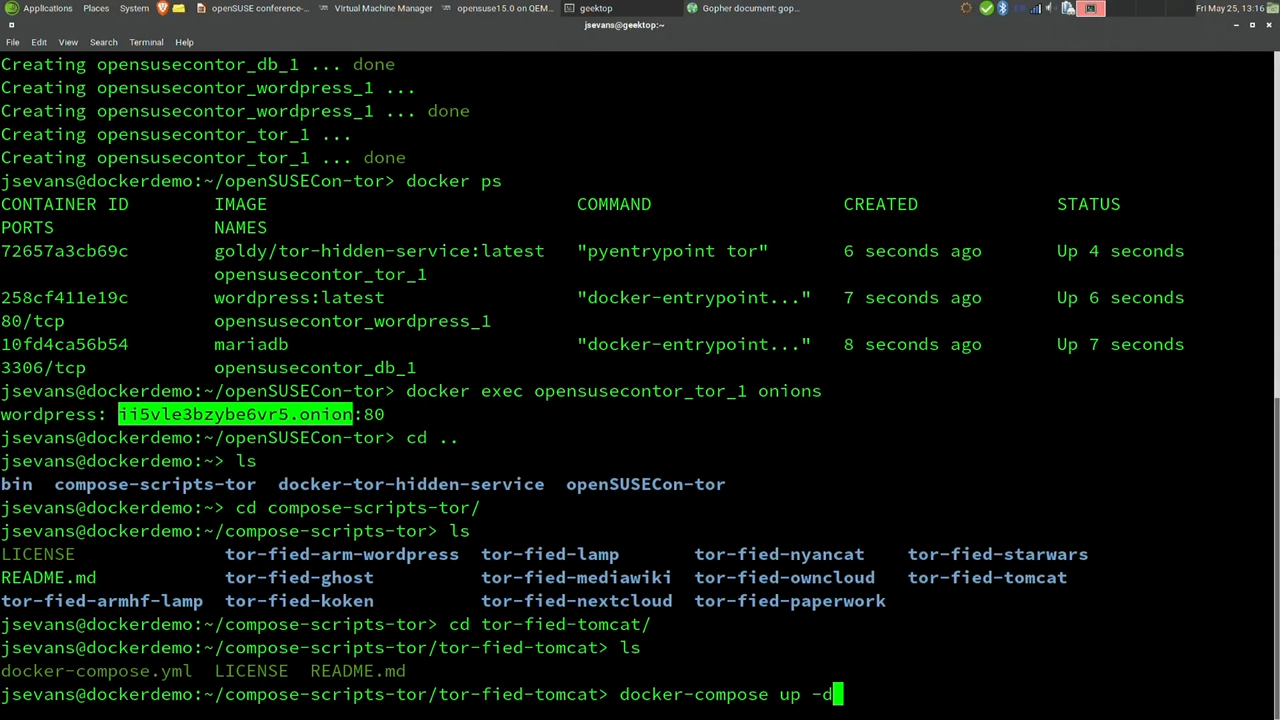 Applications Places System openSUSE conference-... Virtual Machine Manager opensuse15.0 on QEM... geektop Gopher document: gop... Fri May 25, 13:16
jsevans@geektop:~
File Edit View Search Terminal Help
Creating opensusecontor_db_1 ... done
Creating opensusecontor_wordpress_1 ...
Creating opensusecontor_wordpress_1 ... done
Creating opensusecontor_tor_1 ...
Creating opensusecontor_tor_1 ... done
jsevans@dockerdemo:~/openSUSECon-tor> docker ps
CONTAINER ID IMAGE COMMAND CREATED STATUS
PORTS NAMES
72657a3cb69c goldy/tor-hidden-service:latest "pyentrypoint tor" 6 seconds ago Up 4 seconds
opensusecontor_tor_1
258cf411e19c wordpress:latest "docker-entrypoint..." 7 seconds ago Up 6 seconds
80/tcp opensusecontor_wordpress_1
10fd4ca56b54 mariadb "docker-entrypoint..." 8 seconds ago Up 7 seconds
3306/tcp opensusecontor_db_1
jsevans@dockerdemo:~/openSUSECon-tor> docker exec opensusecontor_tor_1 onions
wordpress: ii5vle3bzybe6vr5.onion:80
jsevans@dockerdemo:~/openSUSECon-tor> cd ..
jsevans@dockerdemo:~> ls
bin compose-scripts-tor docker-tor-hidden-service openSUSECon-tor
jsevans@dockerdemo:~> cd compose-scripts-tor/
jsevans@dockerdemo:~/compose-scripts-tor> ls
LICENSE tor-fied-arm-wordpress tor-fied-lamp tor-fied-nyancat tor-fied-starwars
README.md tor-fied-ghost tor-fied-mediawiki tor-fied-owncloud tor-fied-tomcat
tor-fied-armhf-lamp tor-fied-koken tor-fied-nextcloud tor-fied-paperwork
jsevans@dockerdemo:~/compose-scripts-tor> cd tor-fied-tomcat/
jsevans@dockerdemo:~/compose-scripts-tor/tor-fied-tomcat> ls
docker-compose.yml LICENSE README.md
jsevans@dockerdemo:~/compose-scripts-tor/tor-fied-tomcat> docker-compose up -d